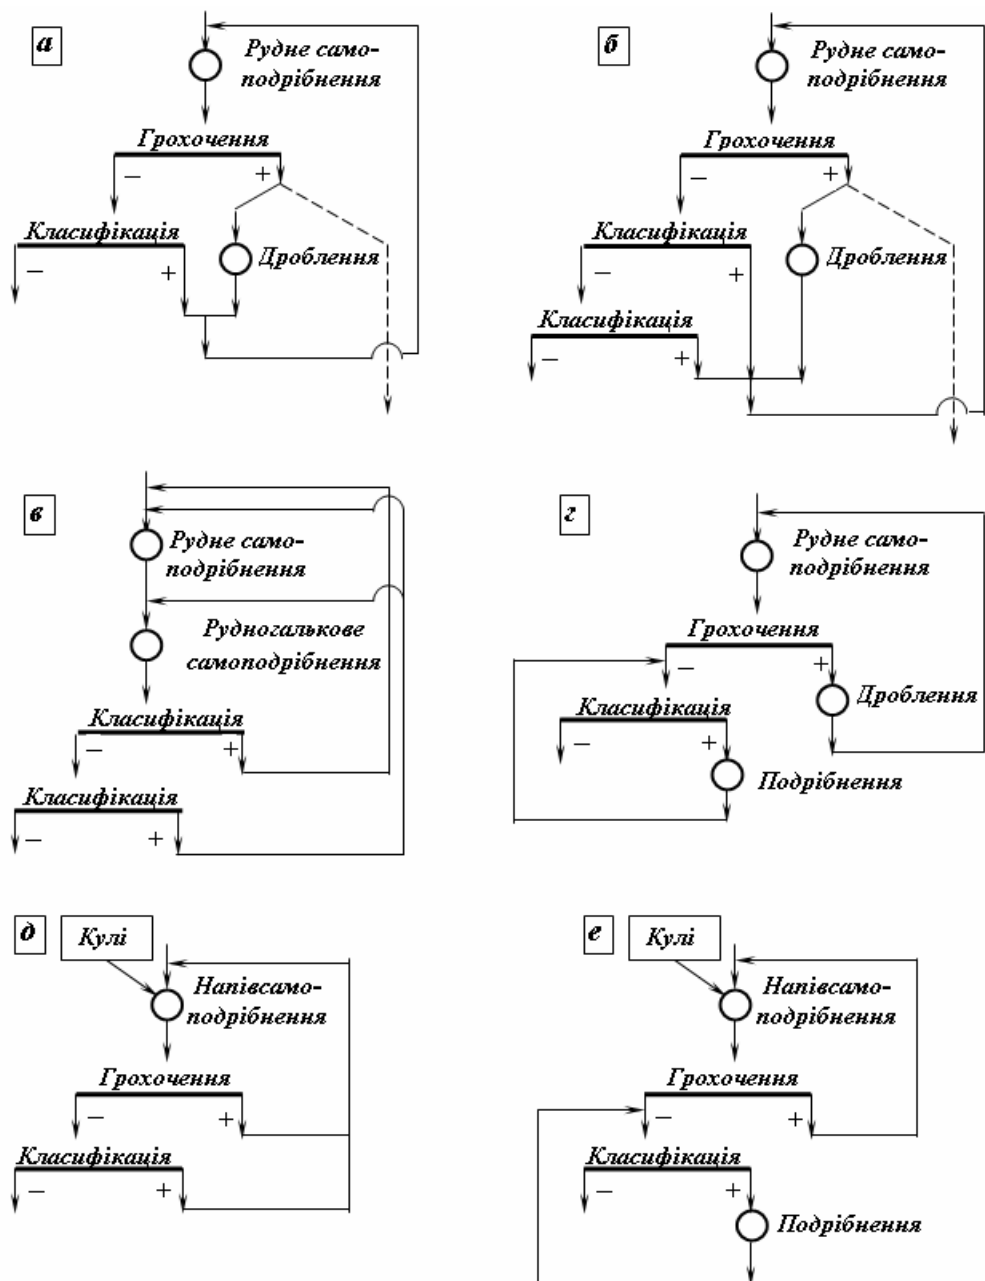 а
Рудне само-
подрібнення
Грохочення
–
+
Класифікація
–
+
Дроблення
б
Рудне само-
подрібнення
Грохочення
–
+
Класифікація
–
+
Дроблення
Класифікація
–
+
в
Рудне само-
подрібнення
Рудногалькове
самоподрібнення
Класифікація
–
+
Класифікація
–
+
г
Рудне само-
подрібнення
Грохочення
–
+
Дроблення
Класифікація
–
+
Подрібнення
д
Кулі
Напівсамо-
подрібнення
Грохочення
–
+
Класифікація
–
+
е
Кулі
Напівсамо-
подрібнення
Грохочення
–
+
Класифікація
–
+
Подрібнення